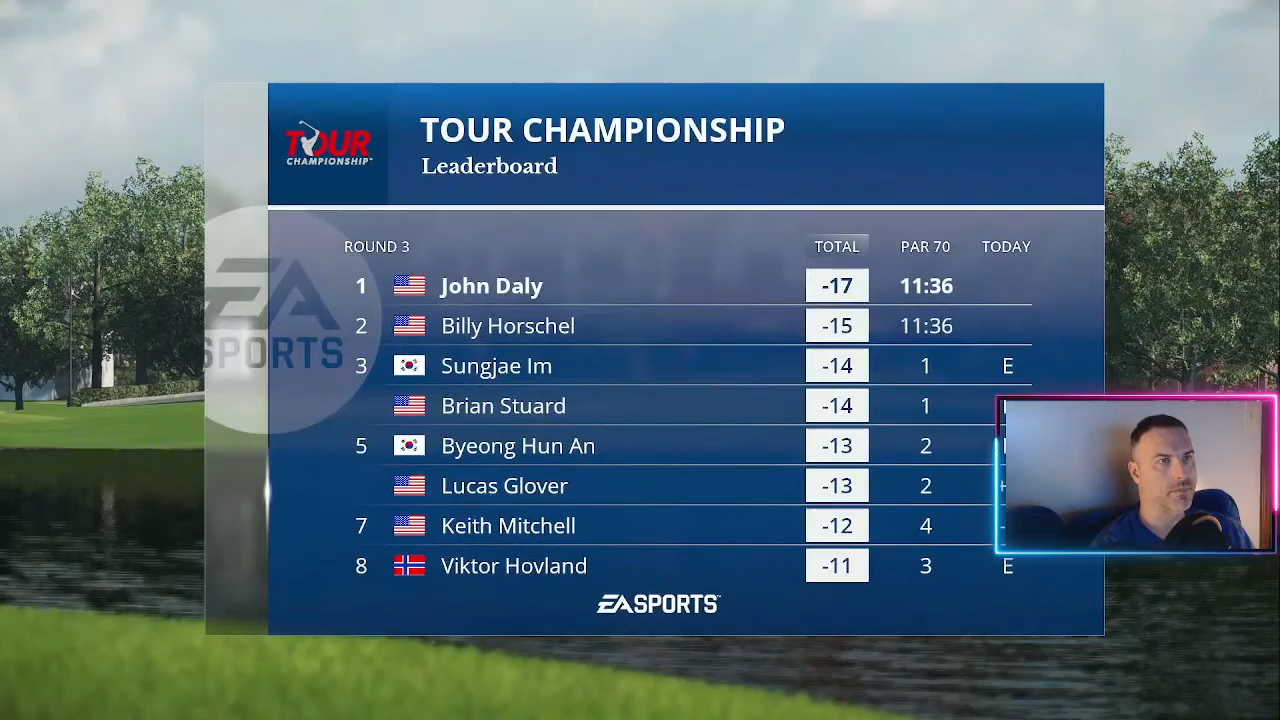 TOUR CHAMPIONSHIP
TOUR CHAMPIONSHIP
Leaderboard
EA SPORTS
ROUND 3 TOTAL PAR 70 TODAY
1 John Daly -17 11:36
2 Billy Horschel -15 11:36
3 Sungjae Im -14 1 E
Brian Stuard -14 1
5 Byeong Hun An -13 2
Lucas Glover -13 2
7 Keith Mitchell -12 4
8 Viktor Hovland -11 3 E
EA SPORTS